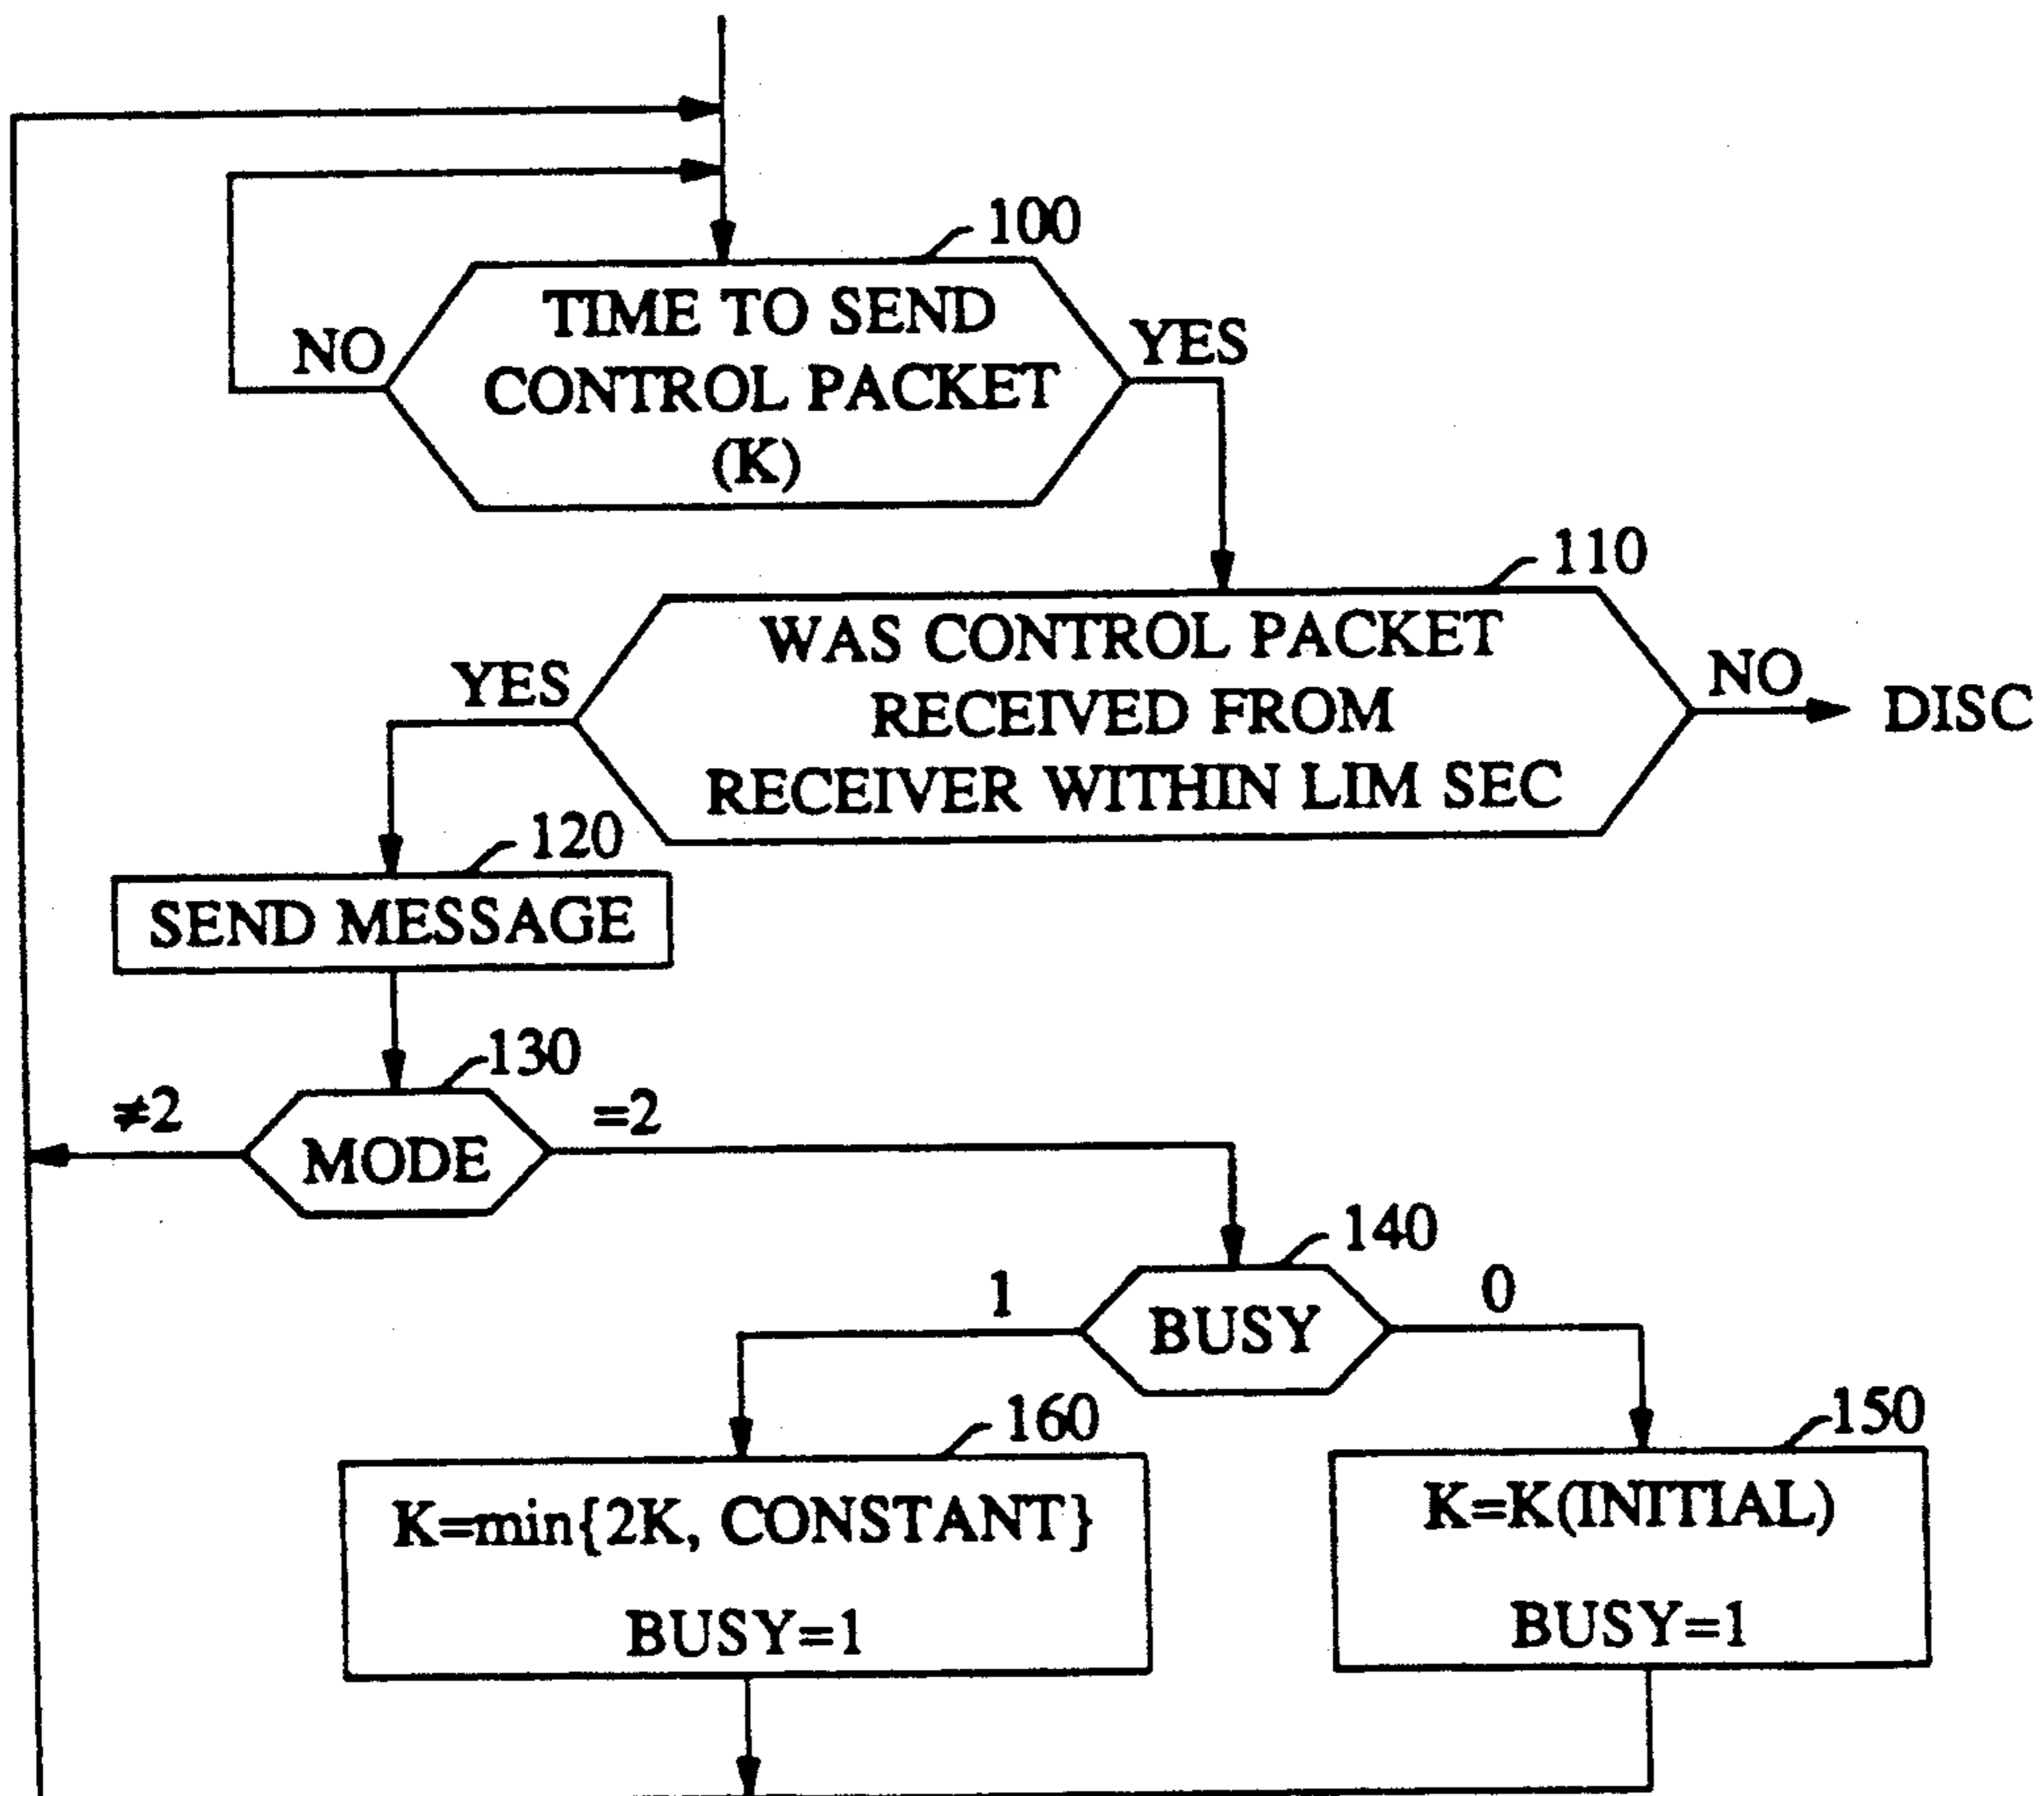 100
TIME TO SEND
CONTROL PACKET
(K)
NO
YES
110
WAS CONTROL PACKET
RECEIVED FROM
RECEIVER WITHIN LIM SEC
YES
NO
DISC
120
SEND MESSAGE
130
≠2
MODE
=2
140
1
BUSY
0
160
K=min{2K, CONSTANT}
BUSY=1
150
K=K(INITIAL)
BUSY=1